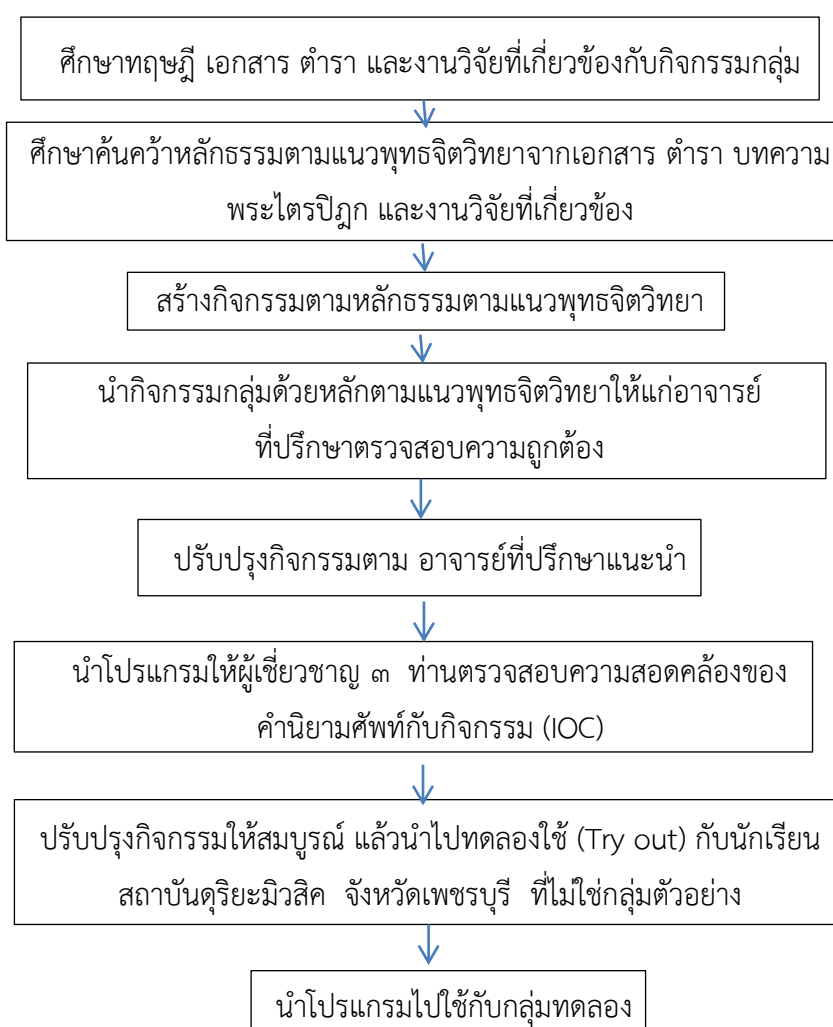 ศึกษาทฤษฎี เอกสาร ตำรา และงานวิจัยที่เกี่ยวข้องกับกิจกรรมกลุ่ม
ศึกษาค้นคว้าหลักธรรมตามแนวพุทธจิตวิทยาจากเอกสาร ตำรา บทความ
พระไตรปิฎก และงานวิจัยที่เกี่ยวข้อง
สร้างกิจกรรมตามหลักธรรมตามแนวพุทธจิตวิทยา
นำกิจกรรมกลุ่มด้วยหลักตามแนวพุทธจิตวิทยาให้แก่อาจารย์
ที่ปรึกษาตรวจสอบความถูกต้อง
ปรับปรุงกิจกรรมตาม อาจารย์ที่ปรึกษาแนะนำ
นำโปรแกรมให้ผู้เชี่ยวชาญ ๓ ท่านตรวจสอบความสอดคล้องของ
คำนิยามศัพท์กับกิจกรรม (IOC)
ปรับปรุงกิจกรรมให้สมบูรณ์ แล้วนำไปทดลองใช้ (Try out) กับนักเรียน
สถาบันดุริยะมิวสิค จังหวัดเพชรบุรี ที่ไม่ใช่กลุ่มตัวอย่าง
นำโปรแกรมไปใช้กับกลุ่มทดลอง